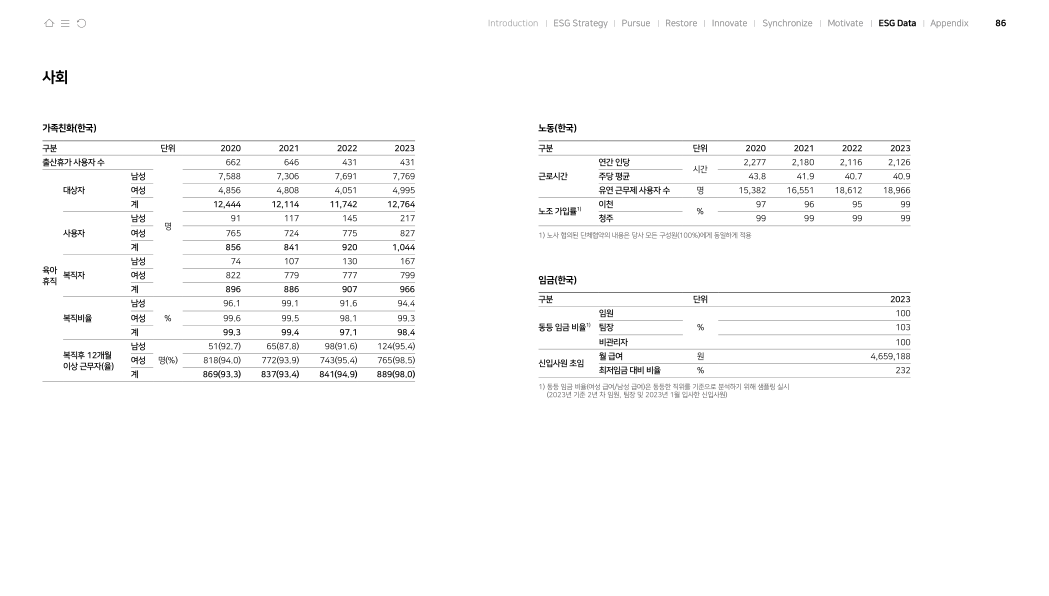 Introduction | ESG Strategy | Pursue | Restore | Innovate | Synchronize | Motivate | ESG Data | Appendix 86
사회
가족친화(한국)
구분 단위 2020 2021 2022 2023
출산휴가 사용자 수 662 646 431 431
대상자 남성 7,588 7,306 7,691 7,769
여성 4,856 4,808 4,051 4,995
계 12,444 12,114 11,742 12,764
명
사용자 남성 91 117 145 217
여성 765 724 775 827
계 856 841 920 1,044
육아
휴직
복직자 남성 74 107 130 167
여성 822 779 777 799
계 896 886 907 966
복직비율 남성 96.1 99.1 91.6 94.4
여성 % 99.6 99.5 98.1 99.3
계 99.3 99.4 97.1 98.4
복직후 12개월
이상 근무자(율)
남성 51(92.7) 65(87.8) 98(91.6) 124(95.4)
여성 명(%) 818(94.0) 772(93.9) 743(95.4) 765(98.5)
계 869(93.3) 837(93.4) 841(94.9) 889(98.0)
노동(한국)
구분 단위 2020 2021 2022 2023
근로시간 연간 인당 시간 2,277 2,180 2,116 2,126
주당 평균 43.8 41.9 40.7 40.9
유연 근무제 사용자 수 명 15,382 16,551 18,612 18,966
노조 가입률1) 이천 % 97 96 95 99
청주 99 99 99 99
1) 노사 협의된 단체협약의 내용은 당사 모든 구성원(100%)에게 동일하게 적용
임금(한국)
구분 단위 2023
동등 임금 비율1) 임원 100
팀장 % 103
비관리자 100
신입사원 초임 월 급여 원 4,659,188
최저임금 대비 비율 % 232
1) 동등 임금 비율(여성 급여/남성 급여)은 동등한 직위를 기준으로 분석하기 위해 샘플링 실시
(2023년 기준 2년 차 임원, 팀장 및 2023년 1월 입사한 신입사원)